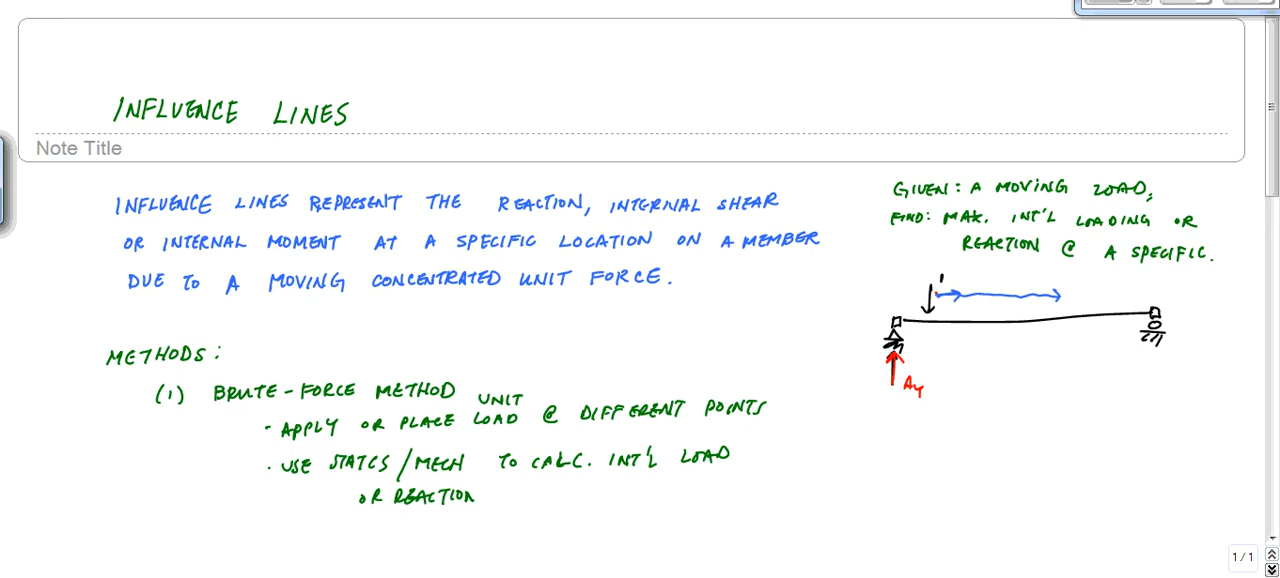 INFLUENCE LINES
Note Title
INFLUENCE LINES REPRESENT THE REACTION, INTERNAL SHEAR
OR INTERNAL MOMENT AT A SPECIFIC LOCATION ON A MEMBER
DUE TO A MOVING CONCENTRATED UNIT FORCE.
GIVEN: A MOVING LOAD,
FIND: MAX. INT'L LOADING OR
REACTION @ A SPECIFIC.
1
Ay
METHODS:
(1) BRUTE-FORCE METHOD
UNIT
· APPLY OR PLACE LOAD @ DIFFERENT POINTS
· USE STATCS/MECH TO CALC. INT'L LOAD
OR REACTION
1 / 1